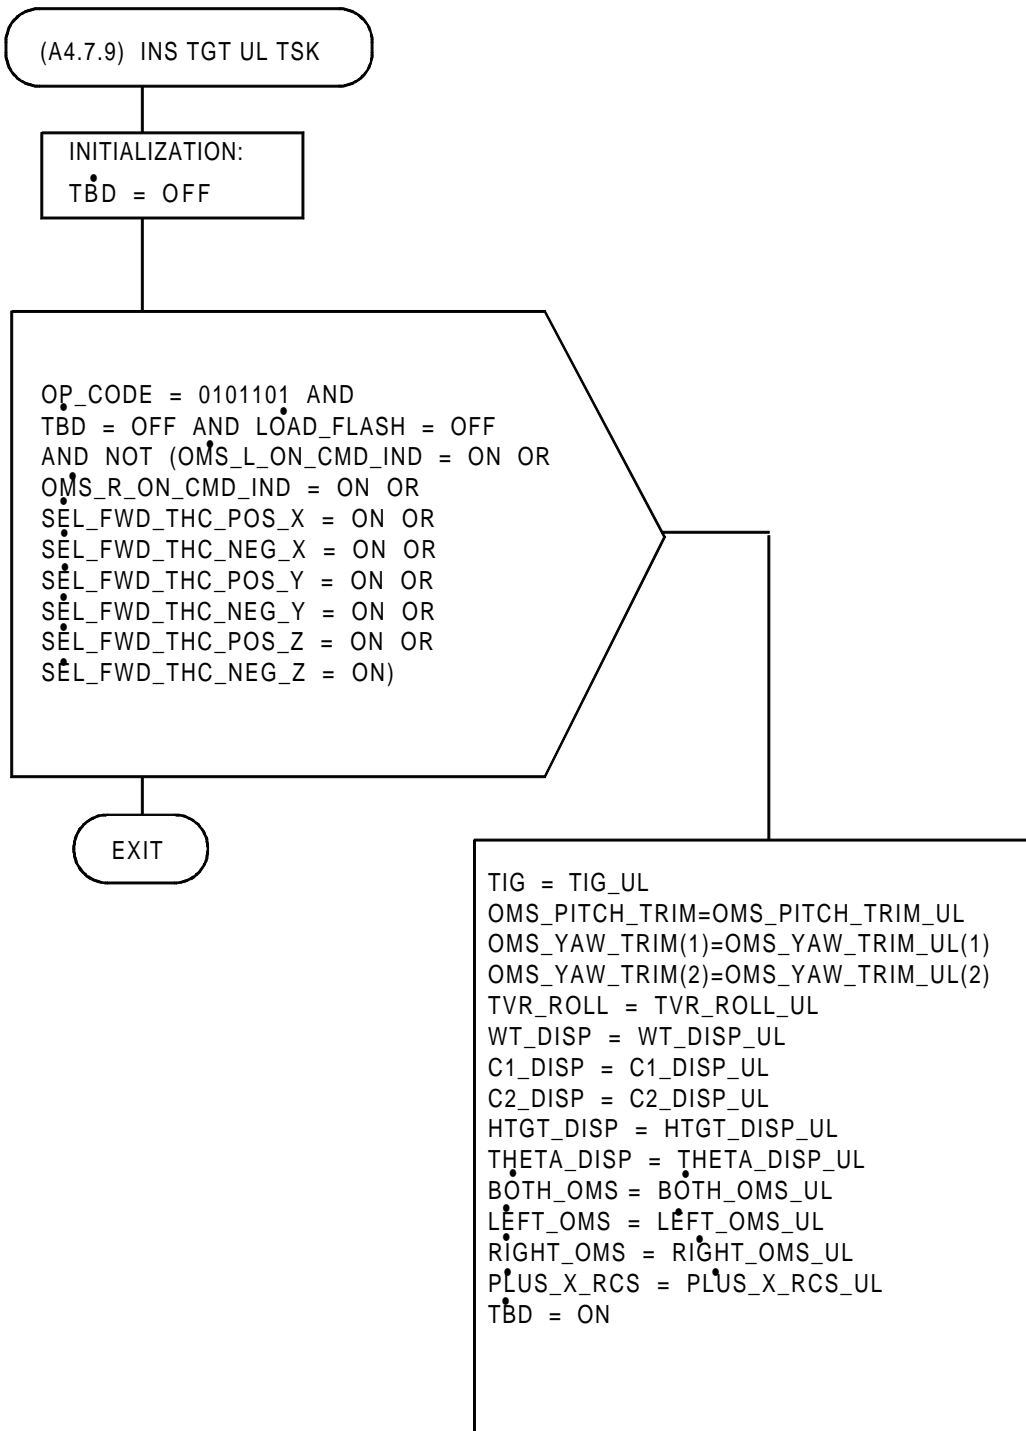 (A4.7.9) INS TGT UL TSK
INITIALIZATION:
TBD = OFF
OP_CODE = 0101101 AND
TBD = OFF AND LOAD_FLASH = OFF
AND NOT (OMS_L_ON_CMD_IND = ON OR
OMS_R_ON_CMD_IND = ON OR
SEL_FWD_THC_POS_X = ON OR
SEL_FWD_THC_NEG_X = ON OR
SEL_FWD_THC_POS_Y = ON OR
SEL_FWD_THC_NEG_Y = ON OR
SEL_FWD_THC_POS_Z = ON OR
SEL_FWD_THC_NEG_Z = ON)
EXIT
TIG = TIG_UL
OMS_PITCH_TRIM=OMS_PITCH_TRIM_UL
OMS_YAW_TRIM(1)=OMS_YAW_TRIM_UL(1)
OMS_YAW_TRIM(2)=OMS_YAW_TRIM_UL(2)
TVR_ROLL = TVR_ROLL_UL
WT_DISP = WT_DISP_UL
C1_DISP = C1_DISP_UL
C2_DISP = C2_DISP_UL
HTGT_DISP = HTGT_DISP_UL
THETA_DISP = THETA_DISP_UL
BOTH_OMS = BOTH_OMS_UL
LEFT_OMS = LEFT_OMS_UL
RIGHT_OMS = RIGHT_OMS_UL
PLUS_X_RCS = PLUS_X_RCS_UL
TBD = ON